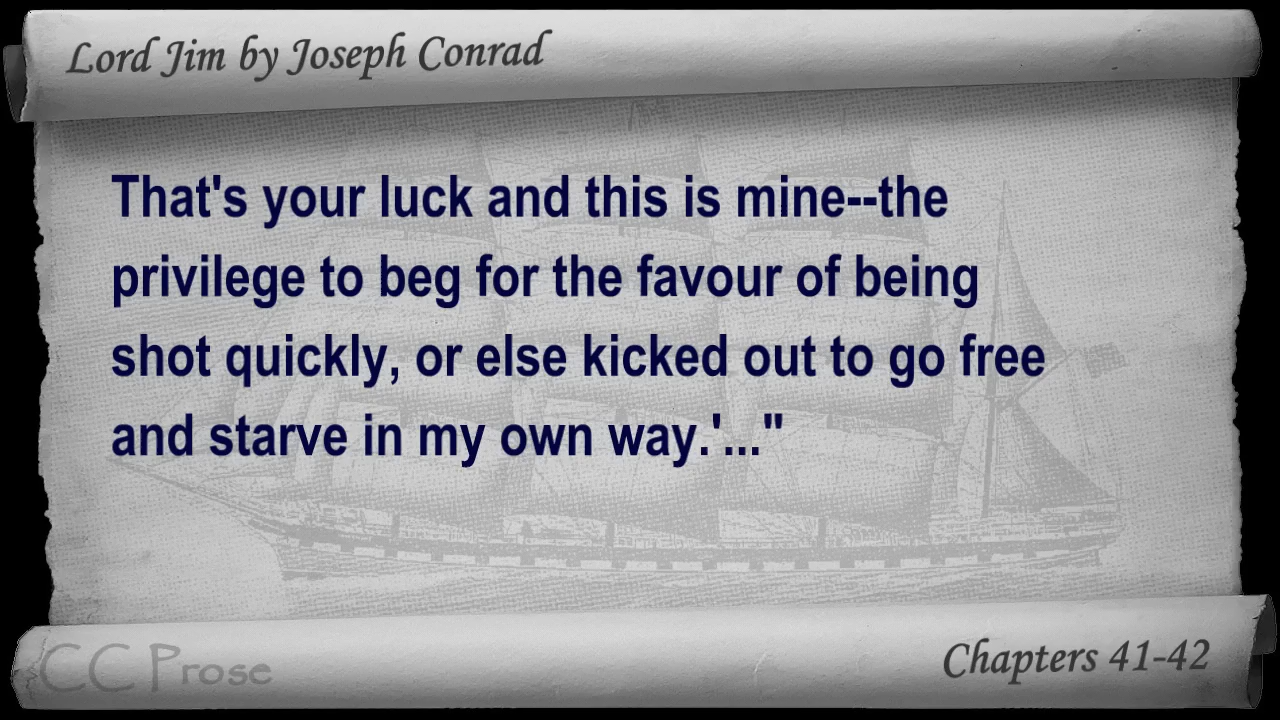 Lord Jim by Joseph Conrad
That's your luck and this is mine--the
privilege to beg for the favour of being
shot quickly, or else kicked out to go free
and starve in my own way.'..."
CC Prose
Chapters 41-42